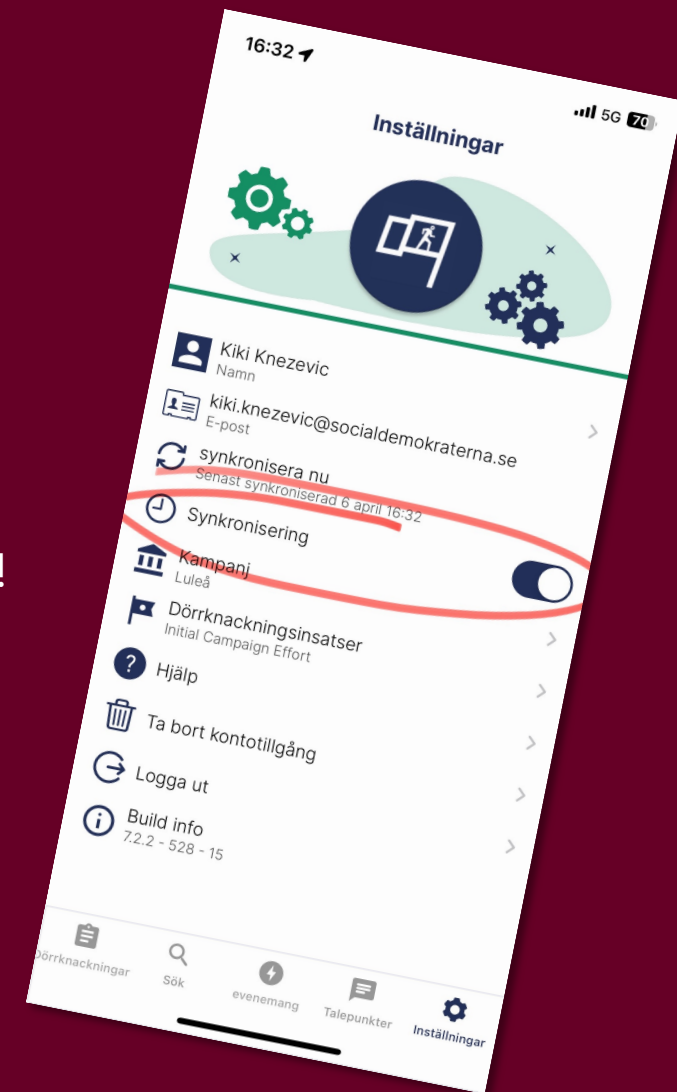 16:32
5G 70
Inställningar
Kiki Knezevic
Namn
kiki.knezevic@socialdemokraterna.se
E-post
synkronisera nu
Senast synkroniserad 6 april 16:32
Synkronisering
Kampanj
Luleå
Dörrknackningsinsatser
Initial Campaign Effort
Hjälp
Ta bort kontotillgång
Logga ut
Build info
7.2.2 - 528 - 15
!
Dörrknackningar
Sök
evenemang
Talepunkter
Inställningar